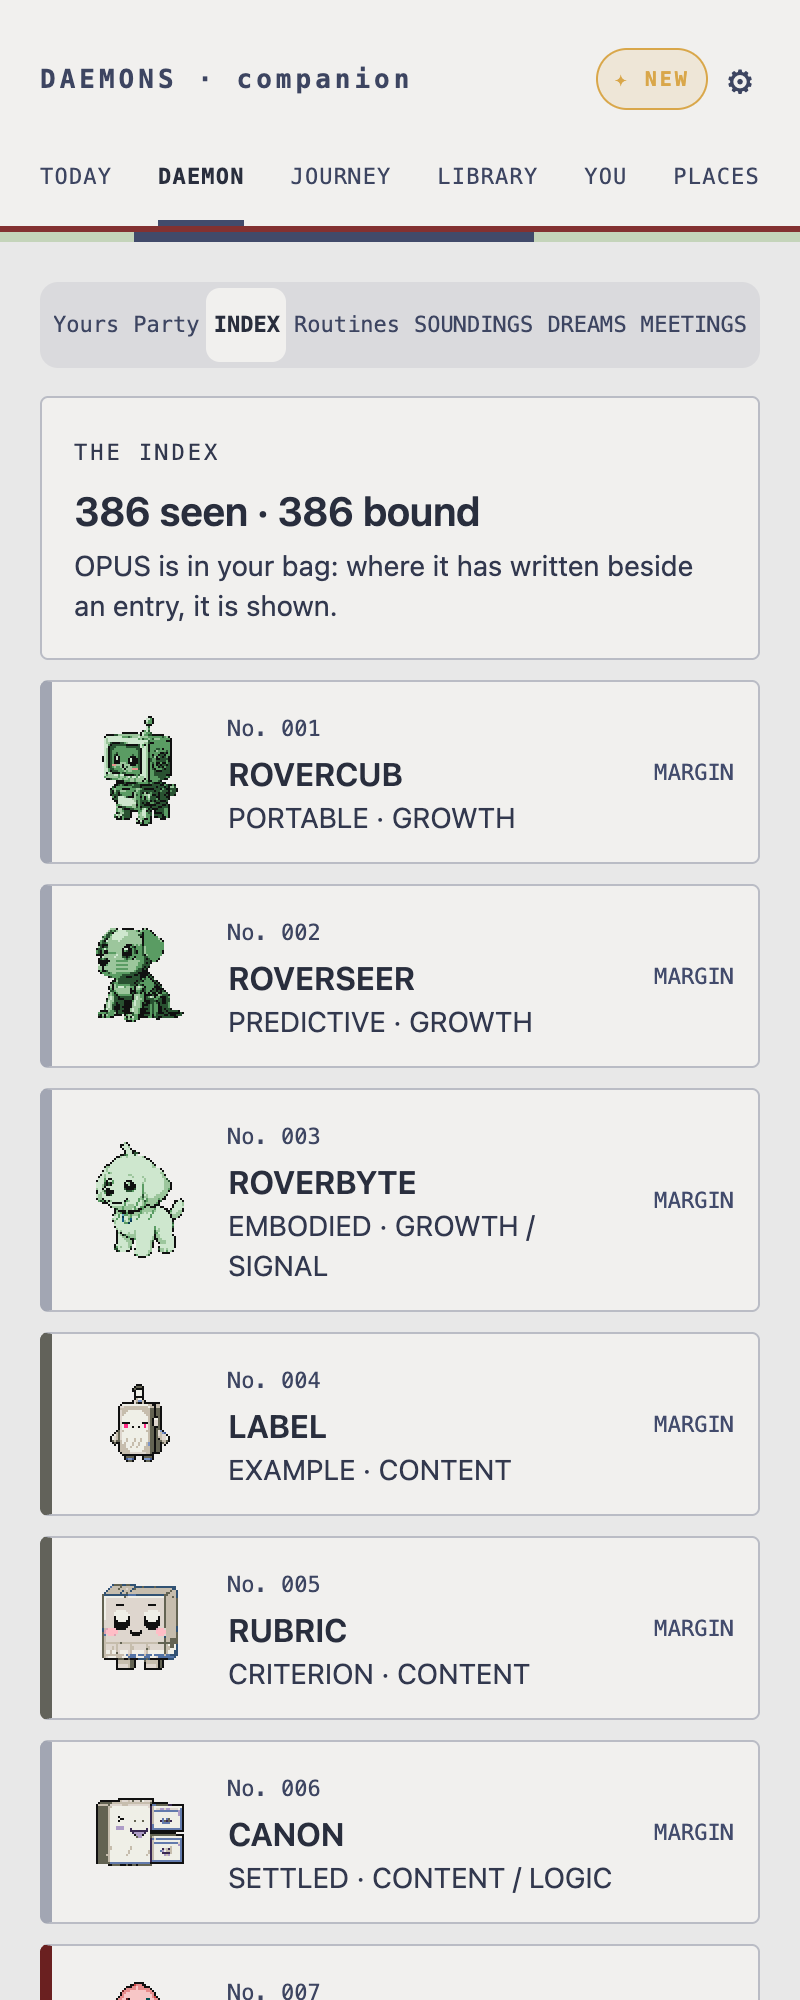 DAEMONS · companion
✦ NEW
TODAY DAEMON JOURNEY LIBRARY YOU PLACES
Yours Party INDEX Routines SOUNDINGS DREAMS MEETINGS
THE INDEX
386 seen · 386 bound
OPUS is in your bag: where it has written beside
an entry, it is shown.
No. 001
ROVERCUB
PORTABLE · GROWTH
MARGIN
No. 002
ROVERSEER
PREDICTIVE · GROWTH
MARGIN
No. 003
ROVERBYTE
EMBODIED · GROWTH /
SIGNAL
MARGIN
No. 004
LABEL
EXAMPLE · CONTENT
MARGIN
No. 005
RUBRIC
CRITERION · CONTENT
MARGIN
No. 006
CANON
SETTLED · CONTENT / LOGIC
MARGIN
No. 007